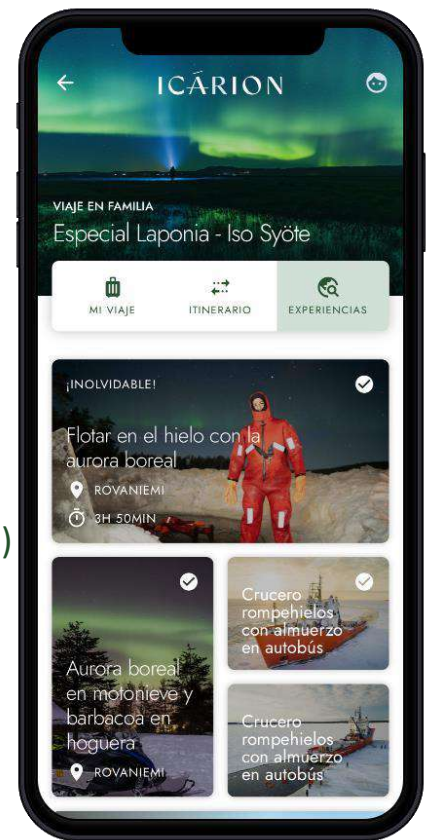 ICÁRION
VIAJE EN FAMILIA
Especial Laponia - Iso Syöte
MI VIAJE
ITINERARIO
EXPERIENCIAS
¡INOLVIDABLE!
Flotar en el hielo con la
aurora boreal
ROVANIEMI
3H 50MIN
)
Aurora boreal
en motonieve y
barbacoa en
hoguera
ROVANIEMI
Crucero
rompehielos
con almuerzo
en autobús
Crucero
rompehielos
con almuerzo
en autobús